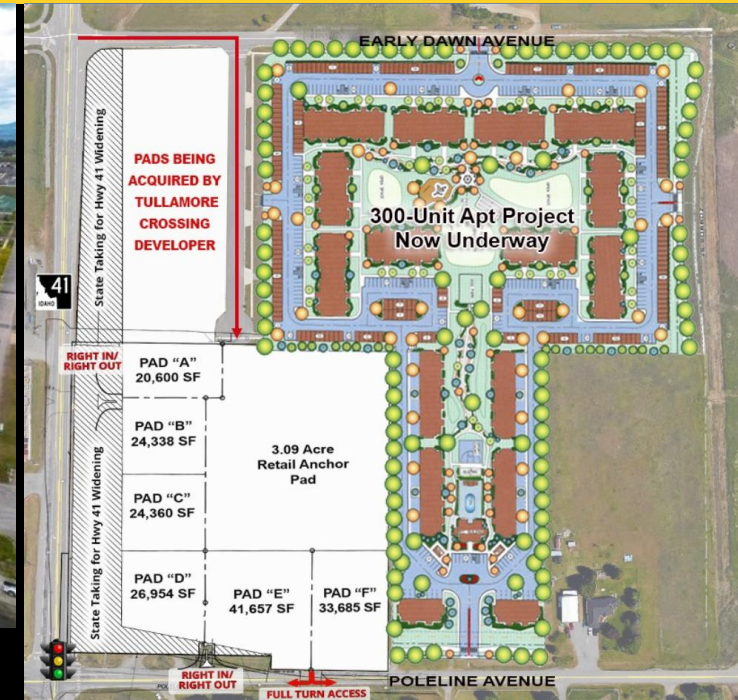 EARLY DAWN AVENUE
State Taking for Hwy 41 Widening
PADS BEING
ACQUIRED BY
TULLAMORE
CROSSING
DEVELOPER
300-Unit Apt Project
Now Underway
41
IDAHO
RIGHT IN/
RIGHT OUT
PAD “A”
20,600 SF
PAD “B”
24,338 SF
3.09 Acre
Retail Anchor
Pad
State Taking for Hwy 41 Widening
PAD “C”
24,360 SF
PAD “D”
26,954 SF
PAD “E”
41,657 SF
PAD “F”
33,685 SF
RIGHT IN/
RIGHT OUT
FULL TURN ACCESS
POLELINE AVENUE